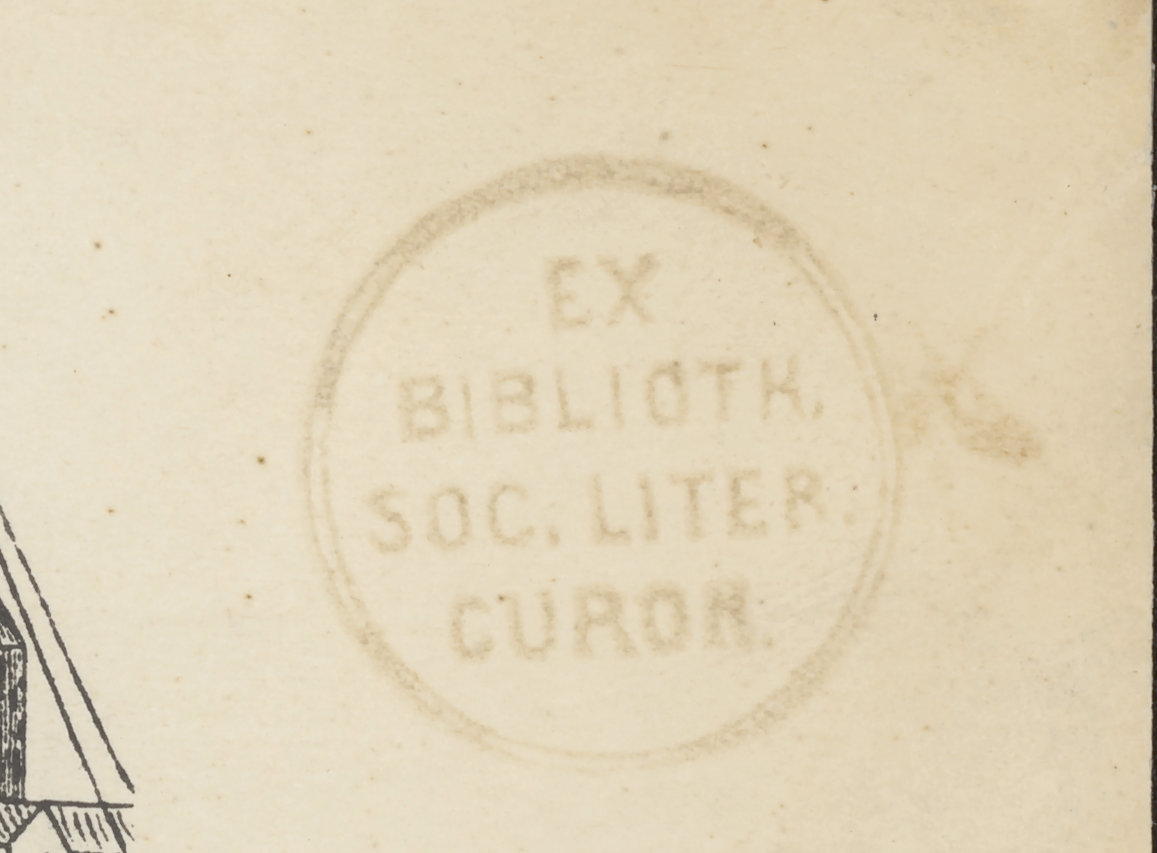 EX
BIBLIOTH.
SOC. LITER.
CURON.